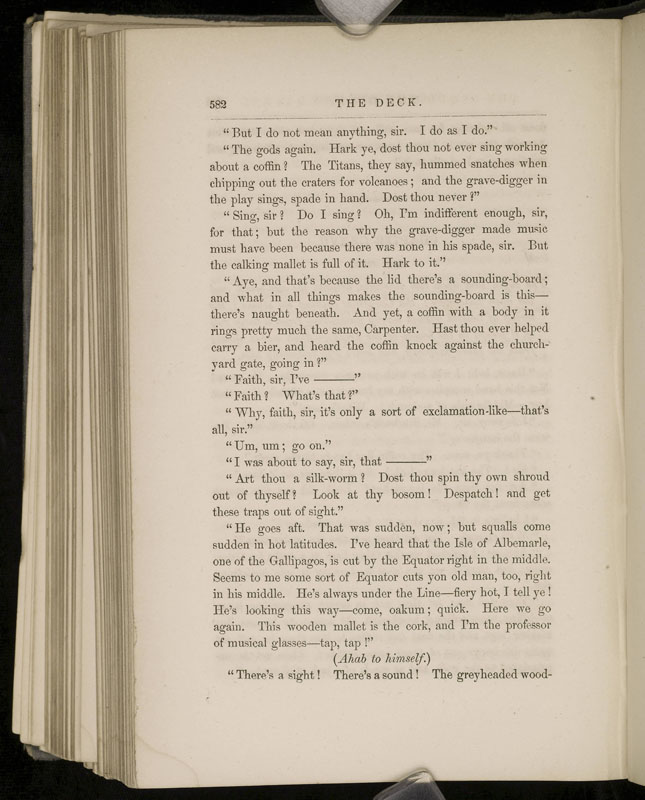 582
THE DECK.
“But I do not mean anything, sir. I do as I do.”
“The gods again. Hark ye, dost thou not ever sing working
about a coffin? The Titans, they say, hummed snatches when
chipping out the craters for volcanoes; and the grave-digger in
the play sings, spade in hand. Dost thou never?”
“Sing, sir? Do I sing? Oh, I'm indifferent enough, sir,
for that; but the reason why the grave-digger made music
must have been because there was none in his spade, sir. But
the calking mallet is full of it. Hark to it.”
“Aye, and that's because the lid there's a sounding-board;
and what in all things makes the sounding-board is this—
there's naught beneath. And yet, a coffin with a body in it
rings pretty much the same, Carpenter. Hast thou ever helped
carry a bier, and heard the coffin knock against the church-
yard gate, going in?”
“Faith, sir, I've ———”
“Faith? What's that?”
“Why, faith, sir, it's only a sort of exclamation-like—that's
all, sir.”
“Um, um; go on.”
“I was about to say, sir, that ———”
“Art thou a silk-worm? Dost thou spin thy own shroud
out of thyself? Look at thy bosom! Despatch! and get
these traps out of sight.”
“He goes aft. That was sudden, now; but squalls come
sudden in hot latitudes. I've heard that the Isle of Albemarle,
one of the Gallipagos, is cut by the Equator right in the middle.
Seems to me some sort of Equator cuts yon old man, too, right
in his middle. He's always under the Line—fiery hot, I tell ye!
He's looking this way—come, oakum; quick. Here we go
again. This wooden mallet is the cork, and I'm the professor
of musical glasses—tap, tap!”
(Ahab to himself.)
“There's a sight! There's a sound! The greyheaded wood-